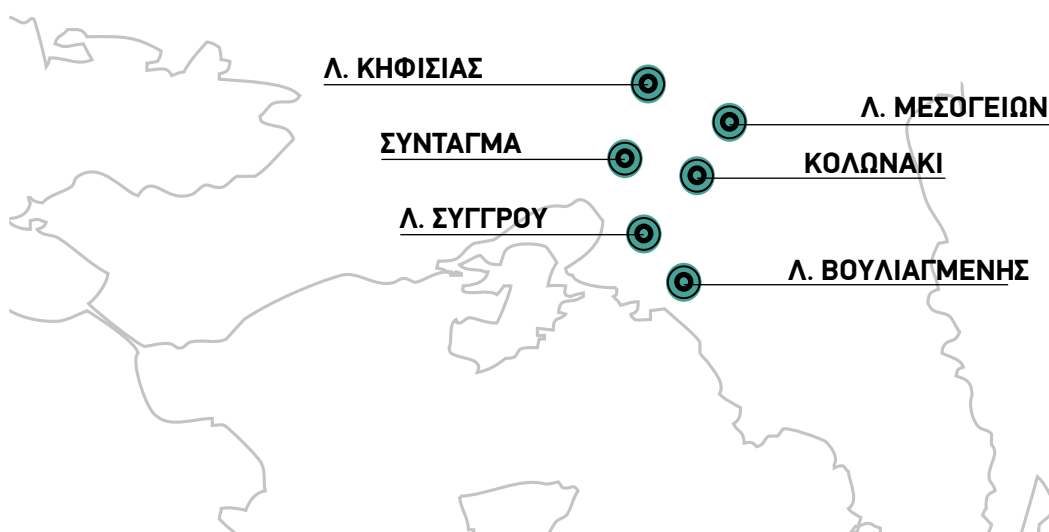 Λ. ΚΗΦΙΣΙΑΣ
Λ. ΜΕΣΟΓΕΙΩΝ
ΣΥΝΤΑΓΜΑ
ΚΟΛΩΝΑΚΙ
Λ. ΣΥΓΓΡΟΥ
Λ. ΒΟΥΛΙΑΓΜΕΝΗΣ